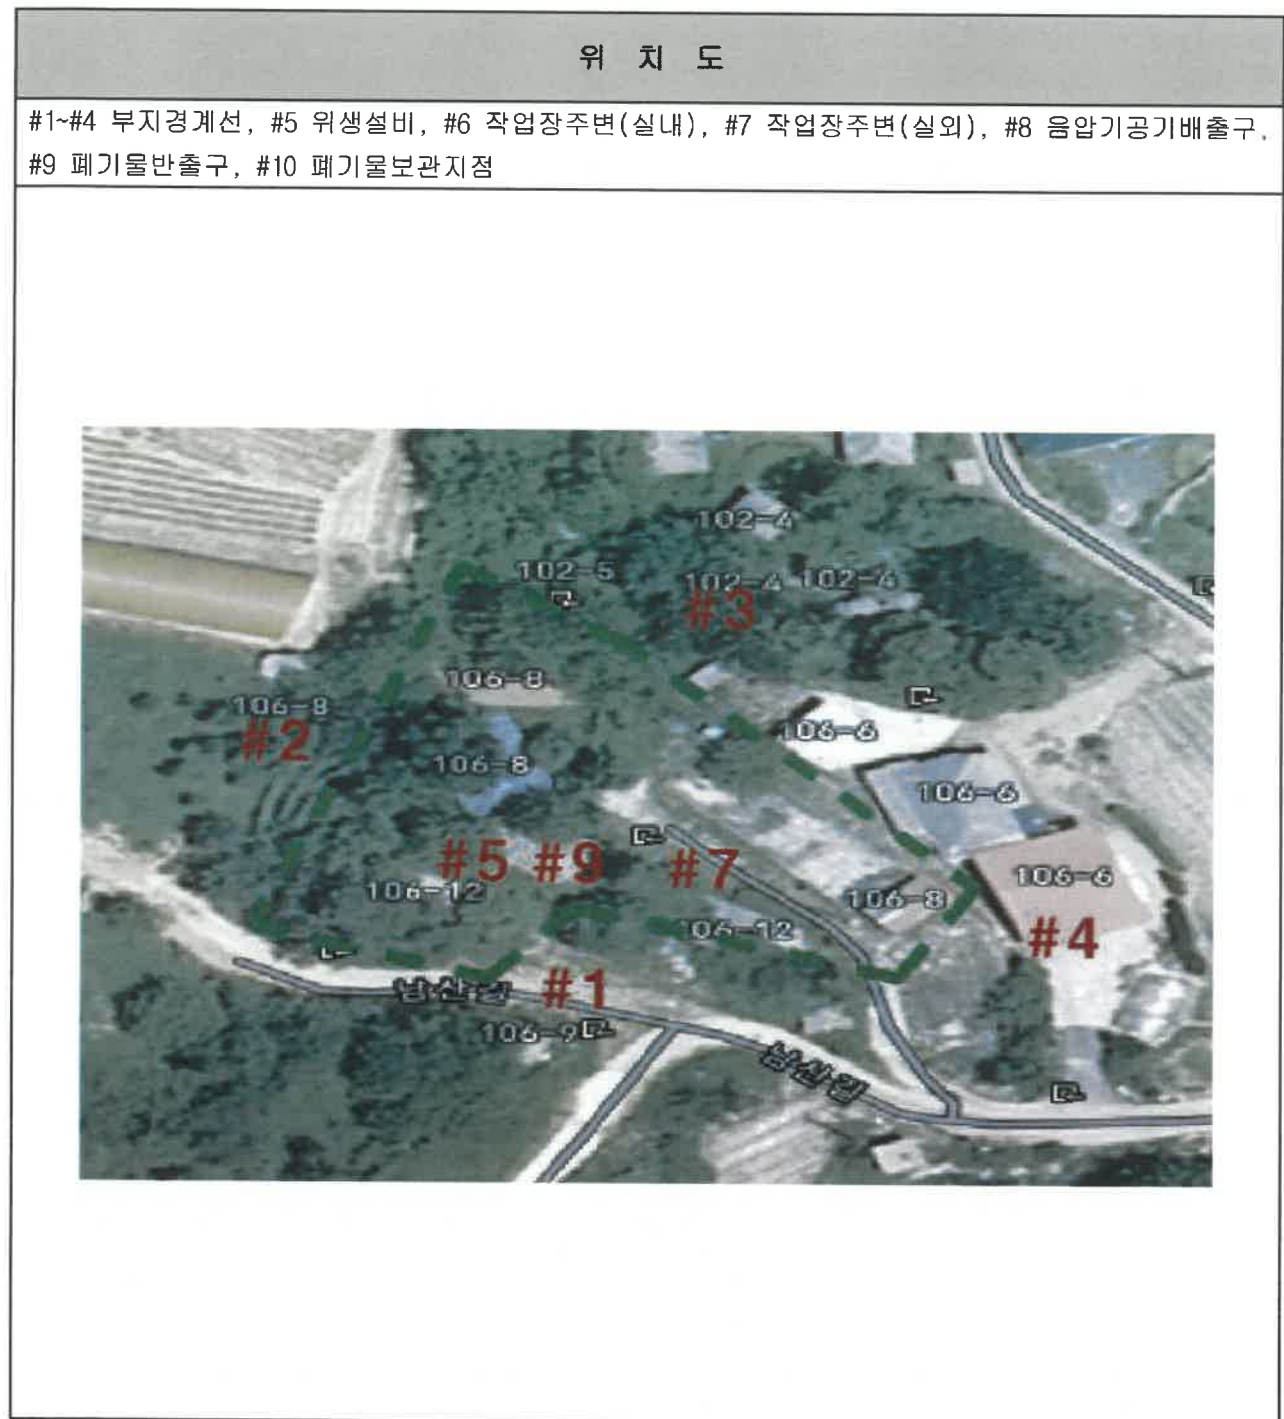 위 치 도
#1~#4 부지경계선, #5 위생설비, #6 작업장주변(실내), #7 작업장주변(실외), #8 음압기공기배출구,
#9 폐기물반출구, #10 폐기물보관지점
102-4
102-5
102-4 102-4
#3
106-8
106-8
#2
106-6
106-8
106-6
#5 #9 #7
106-12
106-6
106-8
06-12
#4
남산길 #1
106-9
남산길